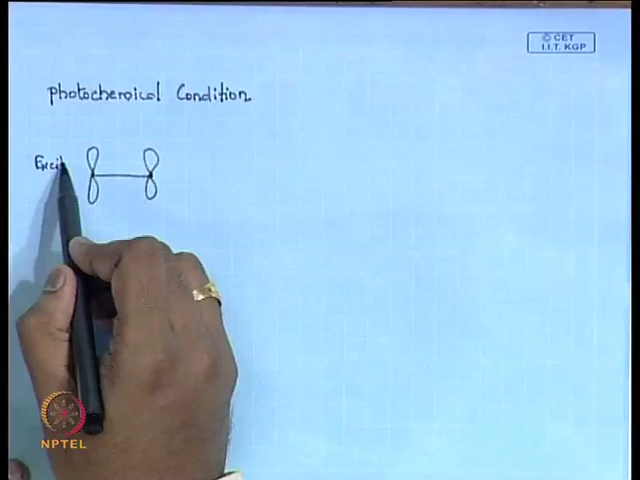 © CET
I.I.T. KGP
Photochemical Condition
Exci
NPTEL